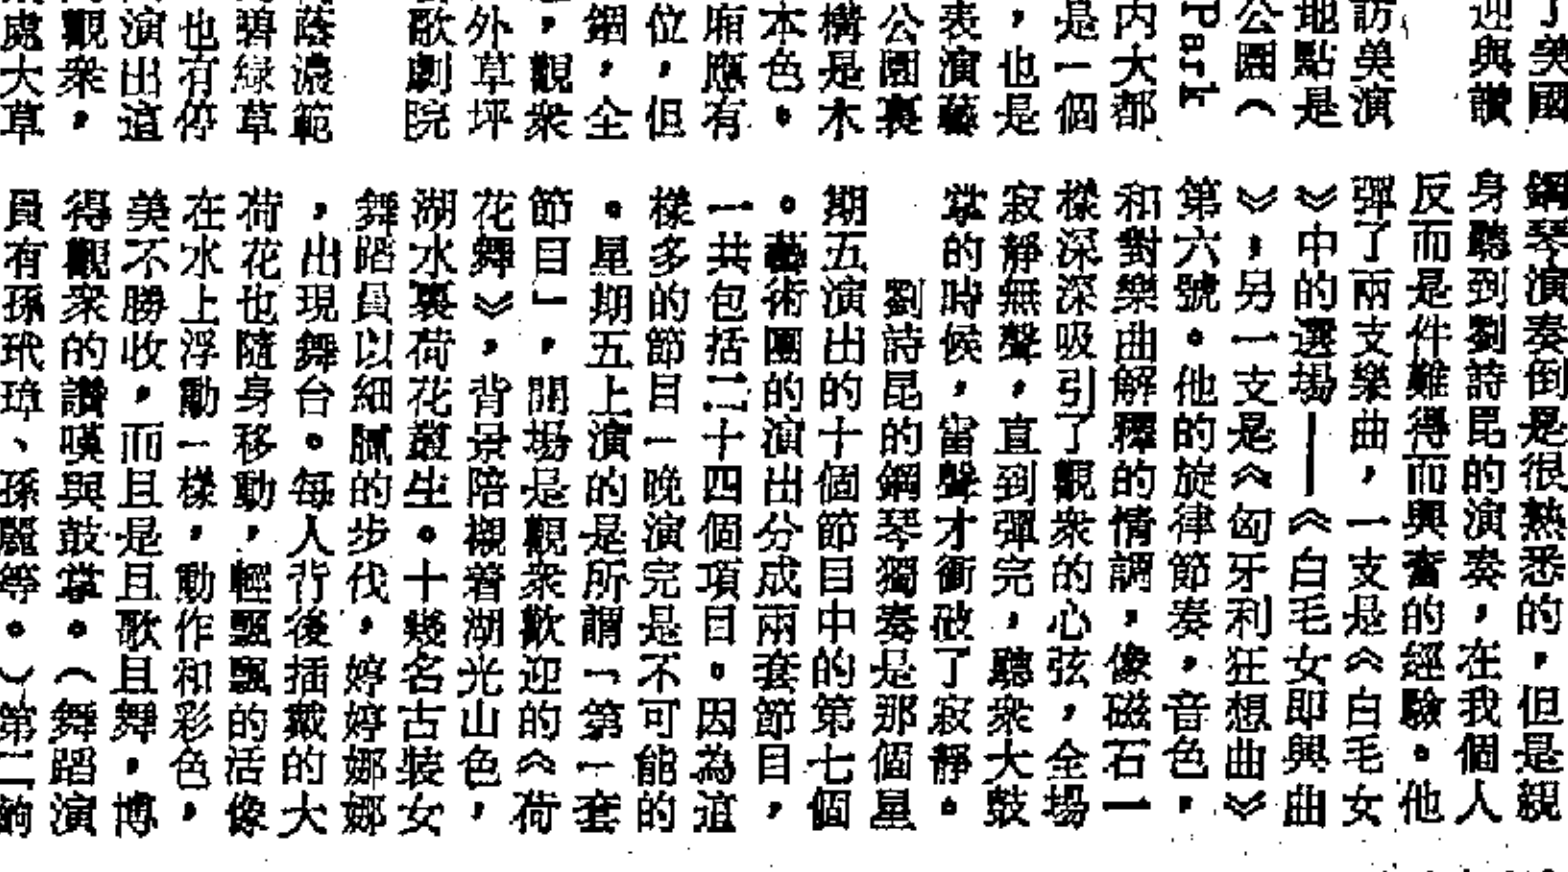 美國
迎與讚
訪美演
地點是
公園（
Park
內大都
是一個
，也是
表演藝
公園裏
構是木
本色。
廂應有
位，但
鋼，全
，觀衆
外草坪
歌劇院
蔭濃範
碧綠草
也有停
演出這
觀衆，
處大草
鋼琴演奏倒是很熟悉的，但是親
身聽到劉詩昆的演奏，在我個人
反而是件難得而興奮的經驗。他
彈了兩支樂曲，一支是《白毛女
》中的選場——《白毛女即興曲
》，另一支是《匈牙利狂想曲》
第六號。他的旋律節奏，音色，
和對樂曲解釋的情調，像磁石一
樣深深吸引了觀衆的心弦，全場
寂靜無聲，直到彈完，聽衆大鼓
掌的時候，雷聲才衝破了寂靜。
劉詩昆的鋼琴獨奏是那個星
期五演出的十個節目中的第七個
。藝術團的演出分成兩套節目，
一共包括二十四個項目。因為這
樣多的節目一晚演完是不可能的
。星期五上演的是所謂「第一套
節目」，開場是觀衆歡迎的《荷
花舞》，背景陪襯着湖光山色，
湖水裏荷花叢生。十幾名古裝女
舞蹈員以細膩的步伐，婷婷娜娜
，出現舞台。每人背後插戴的大
荷花也隨身移動，輕飄飄的活像
在水上浮動一樣，動作和彩色，
美不勝收，而且是且歌且舞，博
得觀衆的讚嘆與鼓掌。（舞蹈演
員有孫玳璋、孫麗等。）第二齣